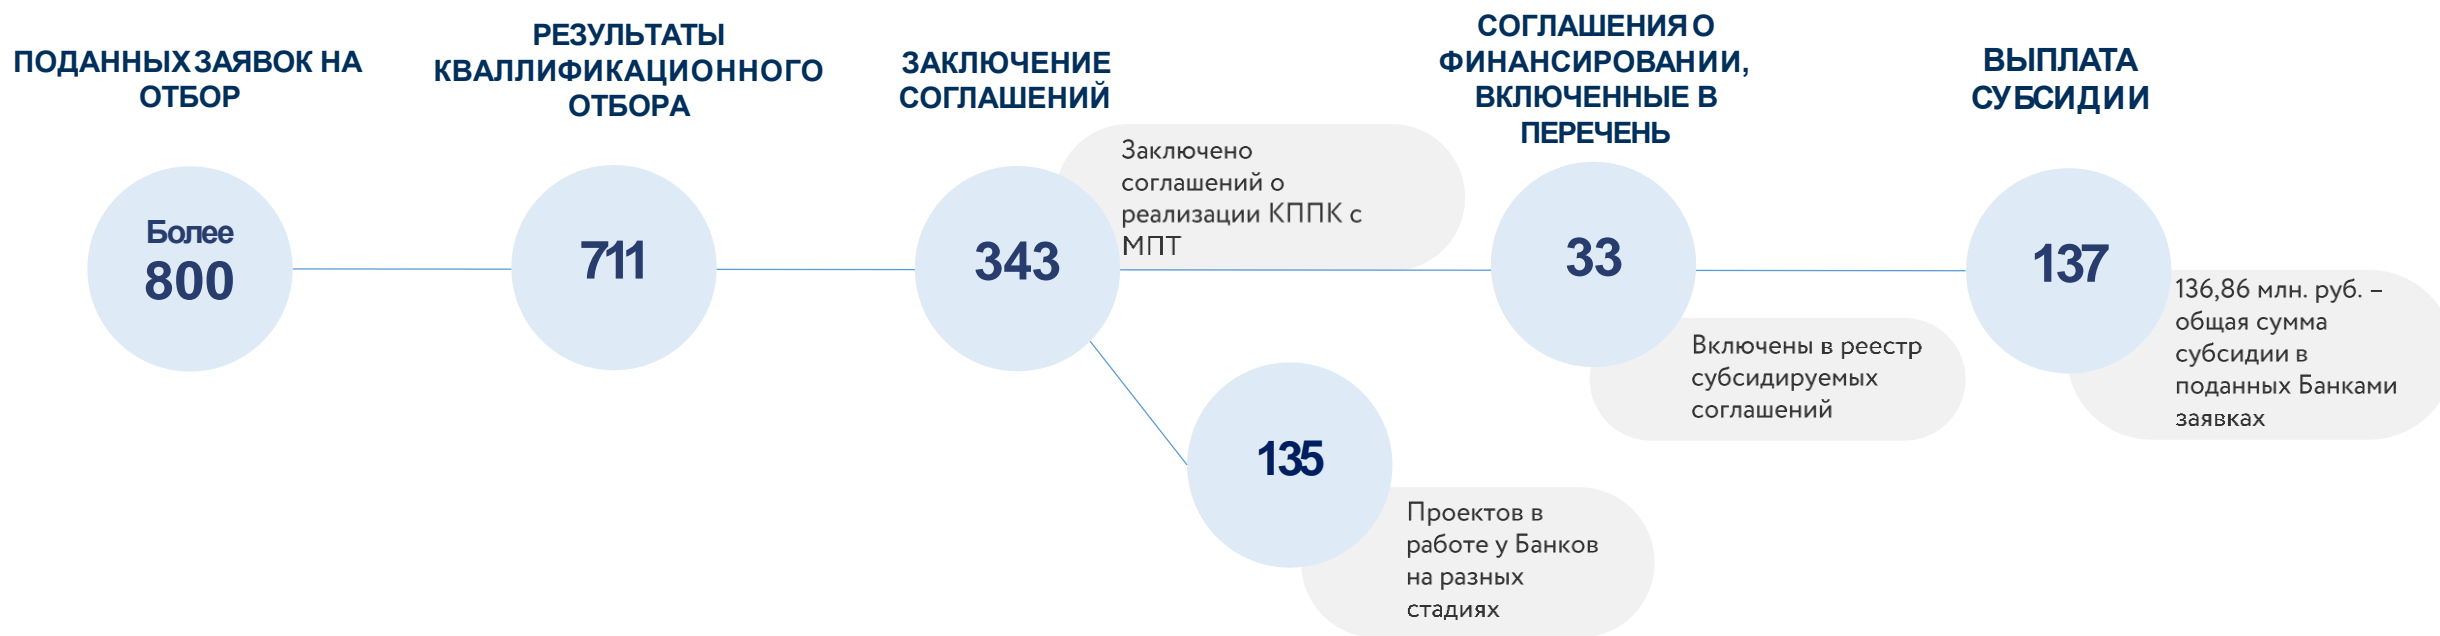 ПОДАННЫХ ЗАЯВОК НА
ОТБОР
Более
800
РЕЗУЛЬТАТЫ
КВАЛЛИФИКАЦИОННОГО
ОТБОРА
711
ЗАКЛЮЧЕНИЕ
СОГЛАШЕНИЙ
343
Заключено
соглашений о
реализации КППК с
МПТ
135
Проектов в
работе у Банков
на разных
стадиях
СОГЛАШЕНИЯ О
ФИНАНСИРОВАНИИ,
ВКЛЮЧЕННЫЕ В
ПЕРЕЧЕНЬ
33
Включены в реестр
субсидируемых
соглашений
ВЫПЛАТА
СУБСИДИИ
137
136,86 млн. руб. –
общая сумма
субсидии в
поданных Банками
заявках